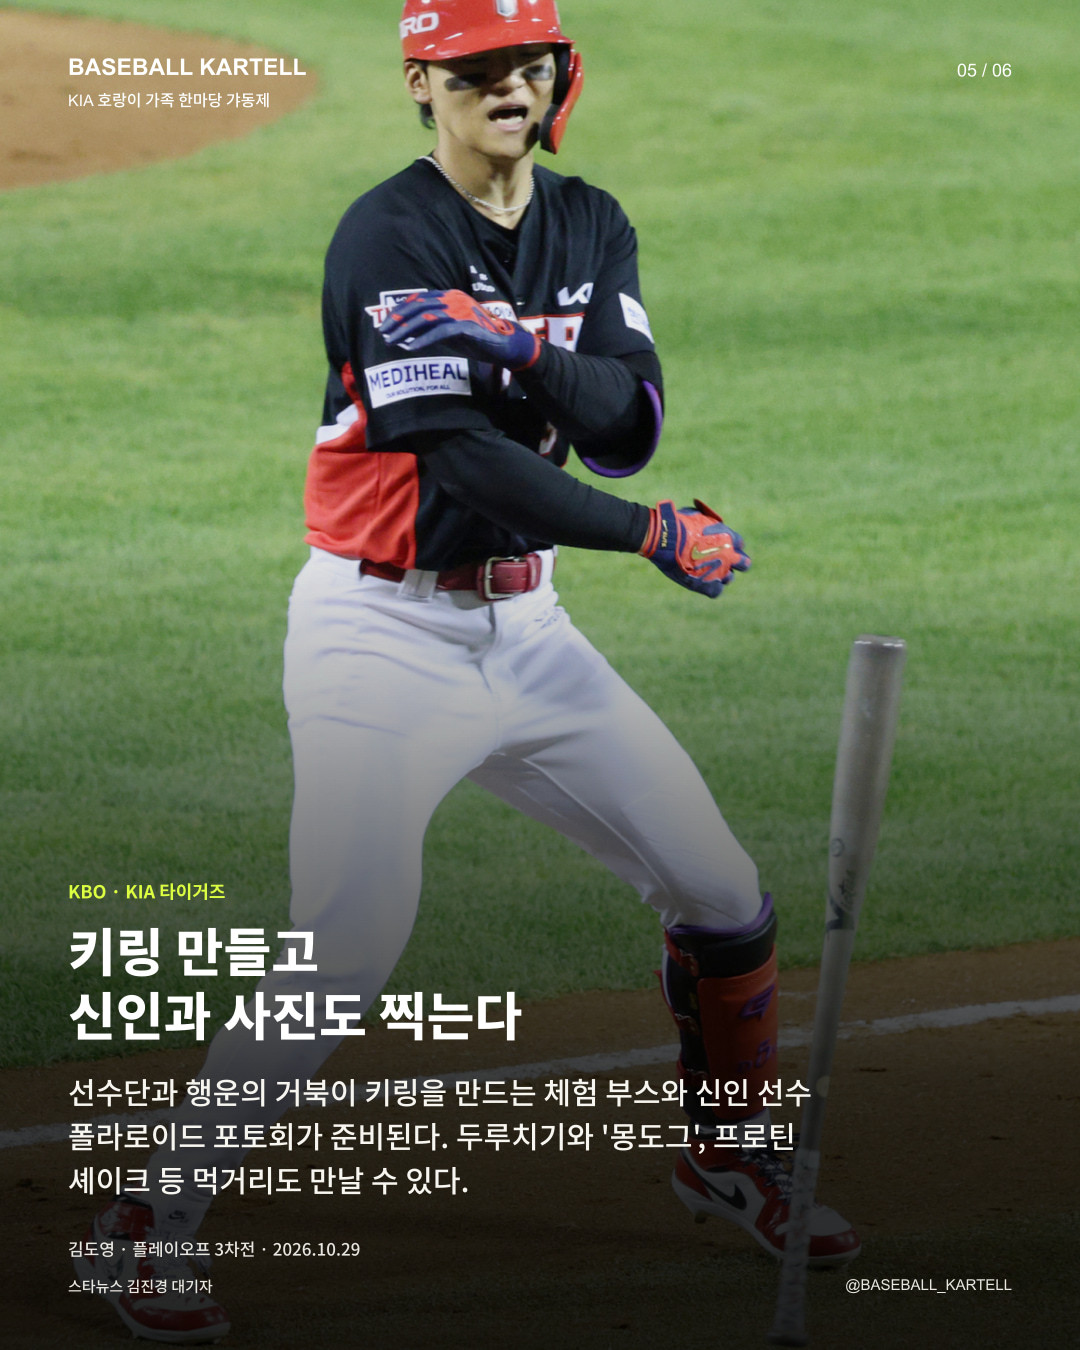 BASEBALL KARTELL
KIA 호랑이 가족 한마당 갸동제
05 / 06
MEDIHEAL
OUR SOLUTION, FOR ALL
KBO · KIA 타이거즈
키링 만들고
신인과 사진도 찍는다
선수단과 행운의 거북이 키링을 만드는 체험 부스와 신인 선수
폴라로이드 포토회가 준비된다. 두루치기와 '몽도그', 프로틴
셰이크 등 먹거리도 만날 수 있다.
김도영 · 플레이오프 3차전 · 2026.10.29
스타뉴스 김진경 대기자
@BASEBALL_KARTELL